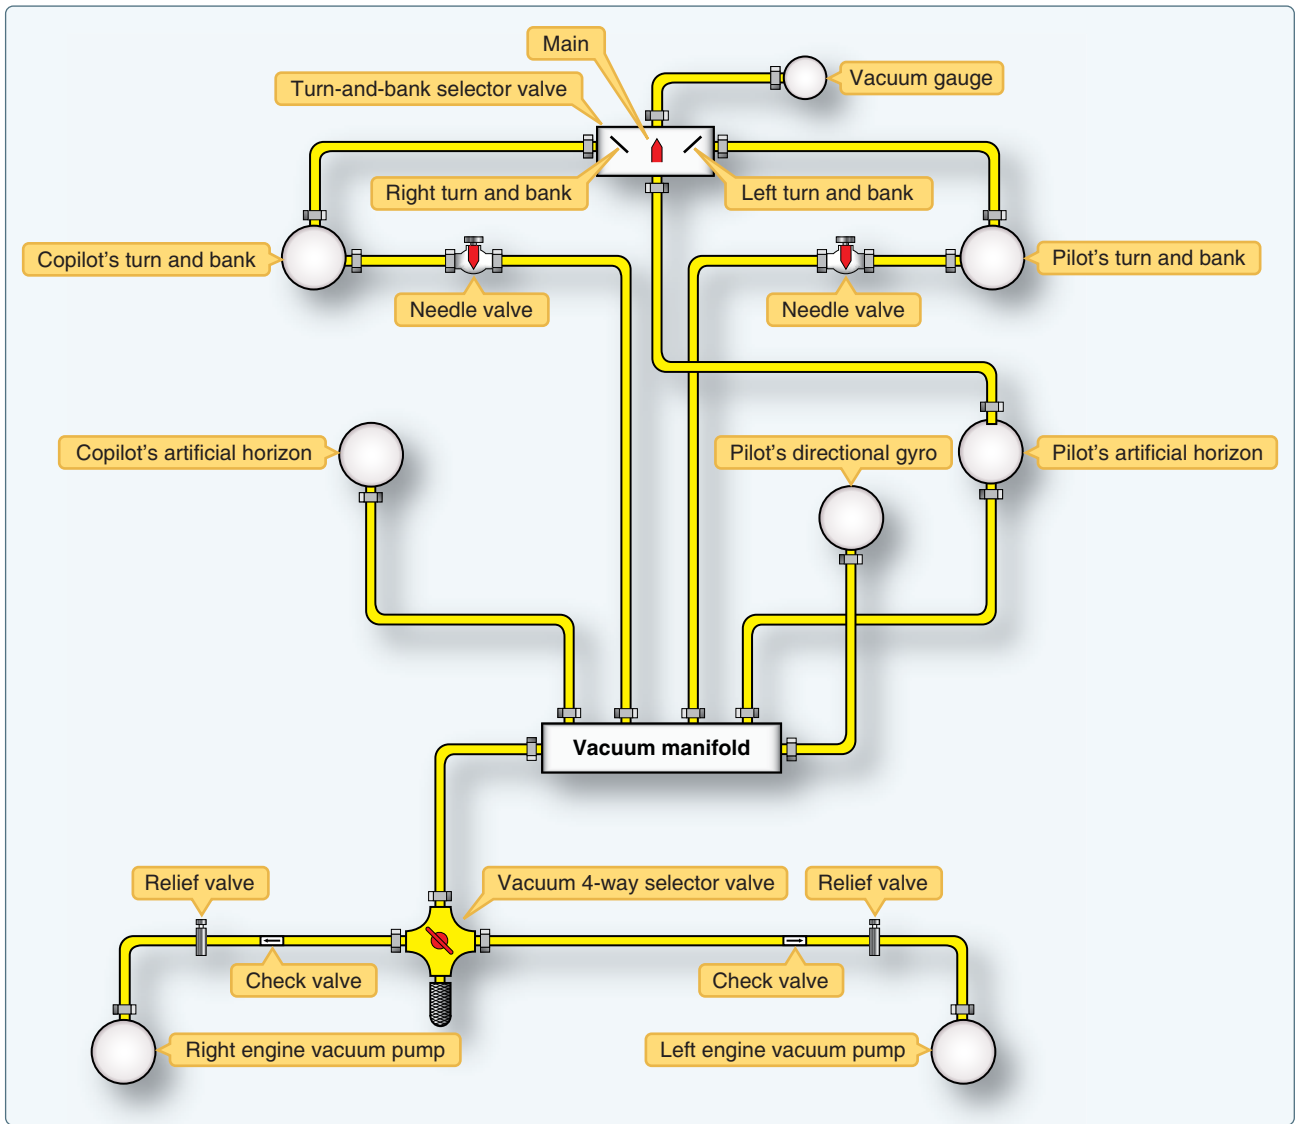 Main
Vacuum gauge
Turn-and-bank selector valve
Right turn and bank
Left turn and bank
Copilot's turn and bank
Pilot's turn and bank
Needle valve
Needle valve
Copilot's artificial horizon
Pilot's directional gyro
Pilot's artificial horizon
Vacuum manifold
Relief valve
Vacuum 4-way selector valve
Relief valve
Check valve
Check valve
Right engine vacuum pump
Left engine vacuum pump